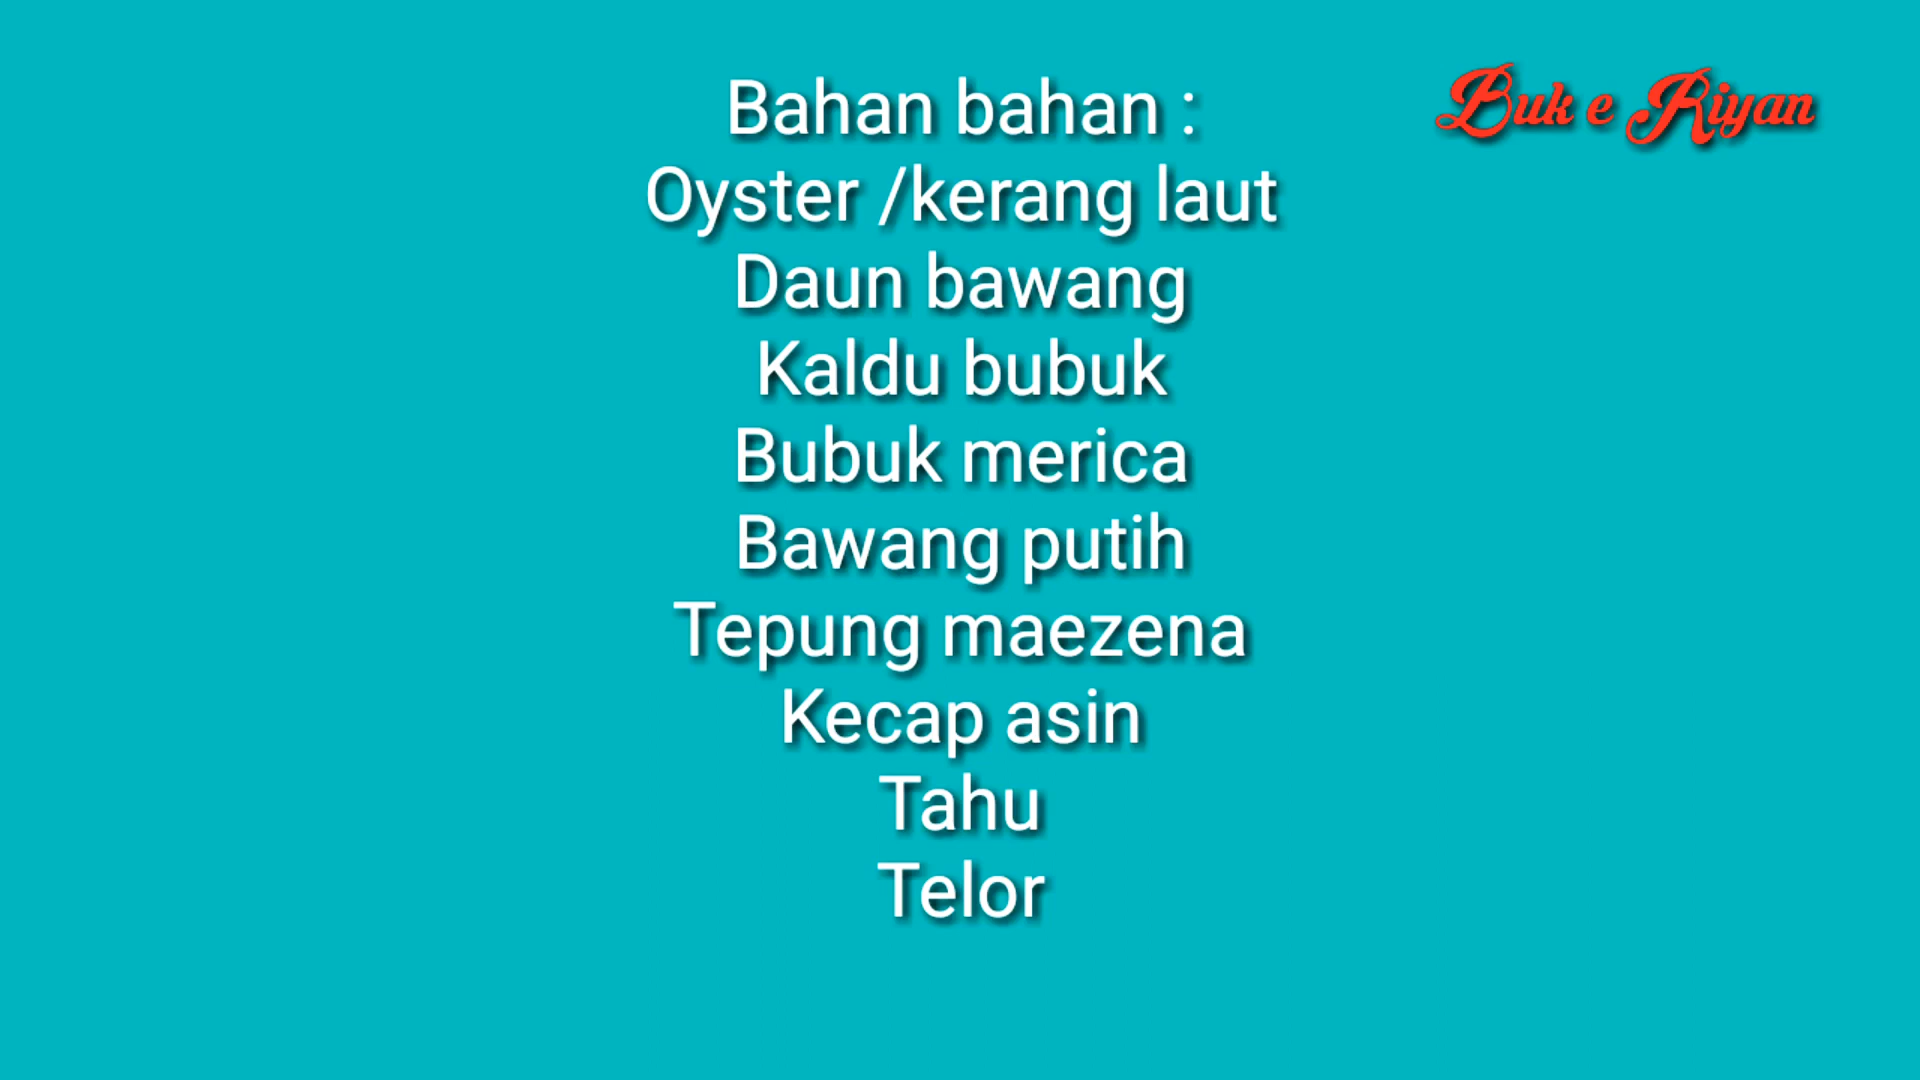 Bahan bahan :
Buk e Riyan
Oyster /kerang laut
Daun bawang
Kaldu bubuk
Bubuk merica
Bawang putih
Tepung maezena
Kecap asin
Tahu
Telor